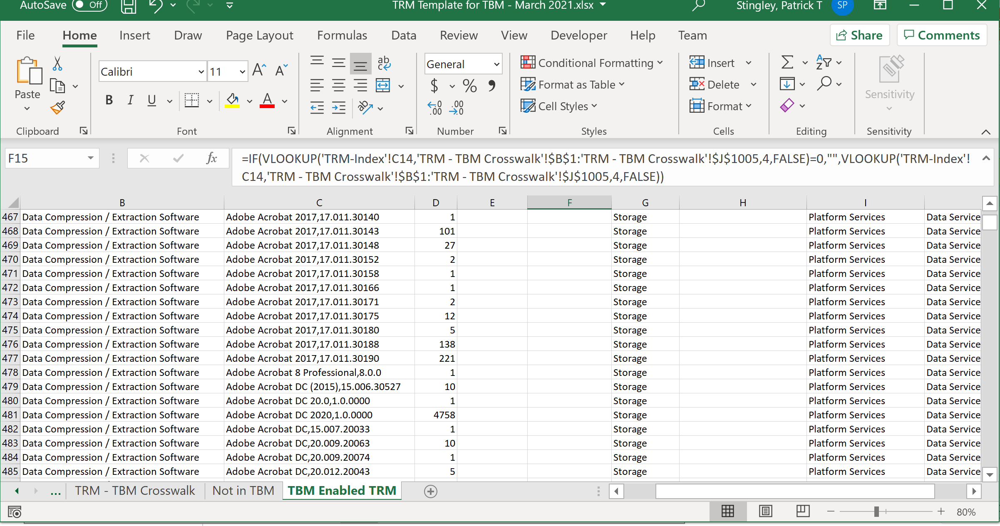 AutoSave Off TRM Template for TBM - March 2021.xlsx Stingley, Patrick T SP
File Home Insert Draw Page Layout Formulas Data Review View Developer Help Team Share Comments
Paste Calibri 11 General Conditional Formatting Format as Table Cell Styles Insert Delete Format Sensitivity
Clipboard Font Alignment Number Styles Cells Editing Sensitivity
F15 fx =IF(VLOOKUP('TRM-Index'!C14,'TRM - TBM Crosswalk'!$B$1:'TRM - TBM Crosswalk'!$J$1005,4,FALSE)=0,"",VLOOKUP('TRM-Index'!
C14,'TRM - TBM Crosswalk'!$B$1:'TRM - TBM Crosswalk'!$J$1005,4,FALSE))
B C D E F G H I
467 Data Compression / Extraction Software Adobe Acrobat 2017,17.011.30140 1 Storage Platform Services Data Service
468 Data Compression / Extraction Software Adobe Acrobat 2017,17.011.30143 101 Storage Platform Services Data Service
469 Data Compression / Extraction Software Adobe Acrobat 2017,17.011.30148 27 Storage Platform Services Data Service
470 Data Compression / Extraction Software Adobe Acrobat 2017,17.011.30152 2 Storage Platform Services Data Service
471 Data Compression / Extraction Software Adobe Acrobat 2017,17.011.30158 1 Storage Platform Services Data Service
472 Data Compression / Extraction Software Adobe Acrobat 2017,17.011.30166 1 Storage Platform Services Data Service
473 Data Compression / Extraction Software Adobe Acrobat 2017,17.011.30171 2 Storage Platform Services Data Service
474 Data Compression / Extraction Software Adobe Acrobat 2017,17.011.30175 12 Storage Platform Services Data Service
475 Data Compression / Extraction Software Adobe Acrobat 2017,17.011.30180 5 Storage Platform Services Data Service
476 Data Compression / Extraction Software Adobe Acrobat 2017,17.011.30188 138 Storage Platform Services Data Service
477 Data Compression / Extraction Software Adobe Acrobat 2017,17.011.30190 221 Storage Platform Services Data Service
478 Data Compression / Extraction Software Adobe Acrobat 8 Professional,8.0.0 1 Storage Platform Services Data Service
479 Data Compression / Extraction Software Adobe Acrobat DC (2015),15.006.30527 10 Storage Platform Services Data Service
480 Data Compression / Extraction Software Adobe Acrobat DC 20.0,1.0.0000 1 Storage Platform Services Data Service
481 Data Compression / Extraction Software Adobe Acrobat DC 2020,1.0.0000 4758 Storage Platform Services Data Service
482 Data Compression / Extraction Software Adobe Acrobat DC,15.007.20033 1 Storage Platform Services Data Service
483 Data Compression / Extraction Software Adobe Acrobat DC,20.009.20063 10 Storage Platform Services Data Service
484 Data Compression / Extraction Software Adobe Acrobat DC,20.009.20074 1 Storage Platform Services Data Service
485 Data Compression / Extraction Software Adobe Acrobat DC,20.012.20043 5 Storage Platform Services Data Service
... TRM - TBM Crosswalk Not in TBM TBM Enabled TRM
80%